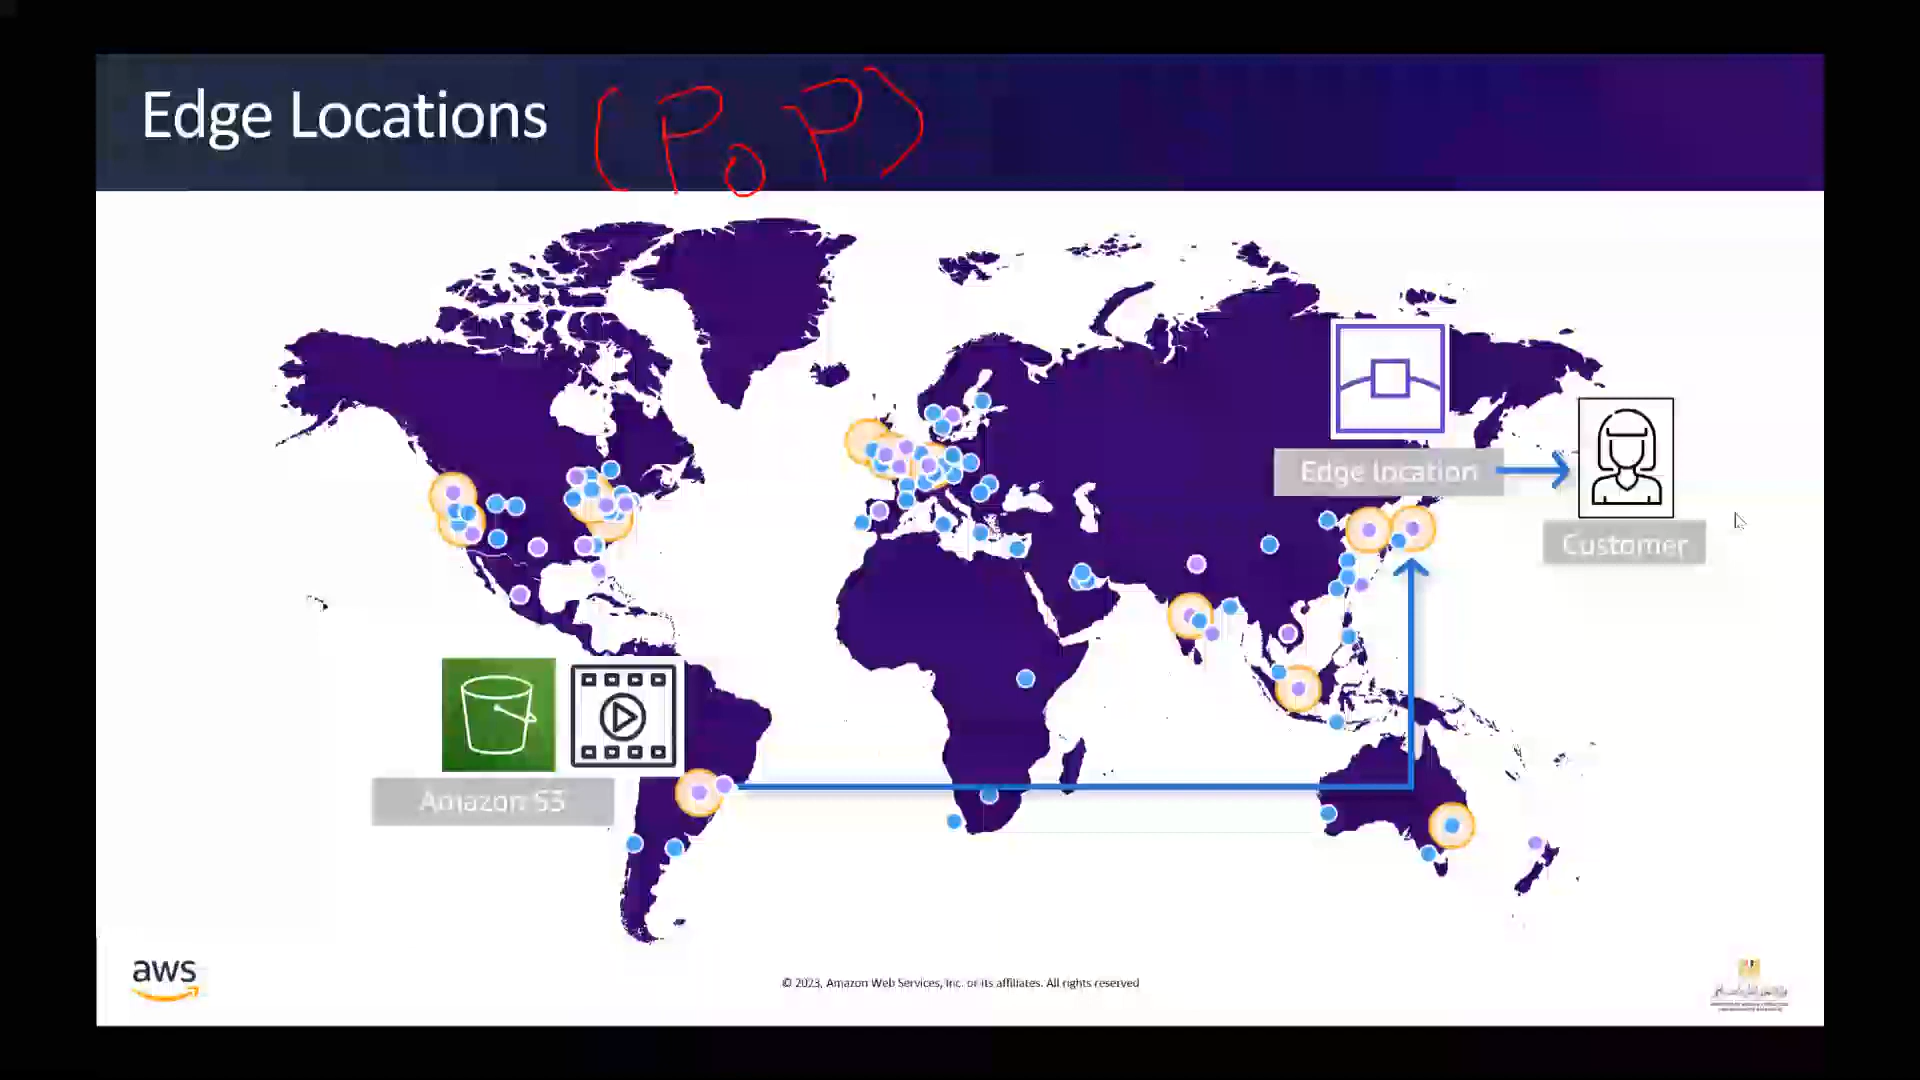 Edge Locations (PoP)
Edge location
Customer
Amazon S3
aws
© 2023, Amazon Web Services, Inc. or its affiliates. All rights reserved